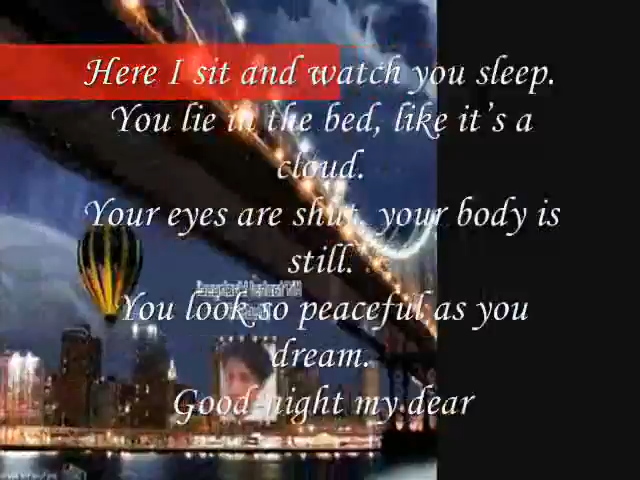 Here I sit and watch you sleep.
You lie in the bed, like it's a
cloud.
Your eyes are shut, your body is
still.
You look so peaceful as you
dream.
Good-night my dear